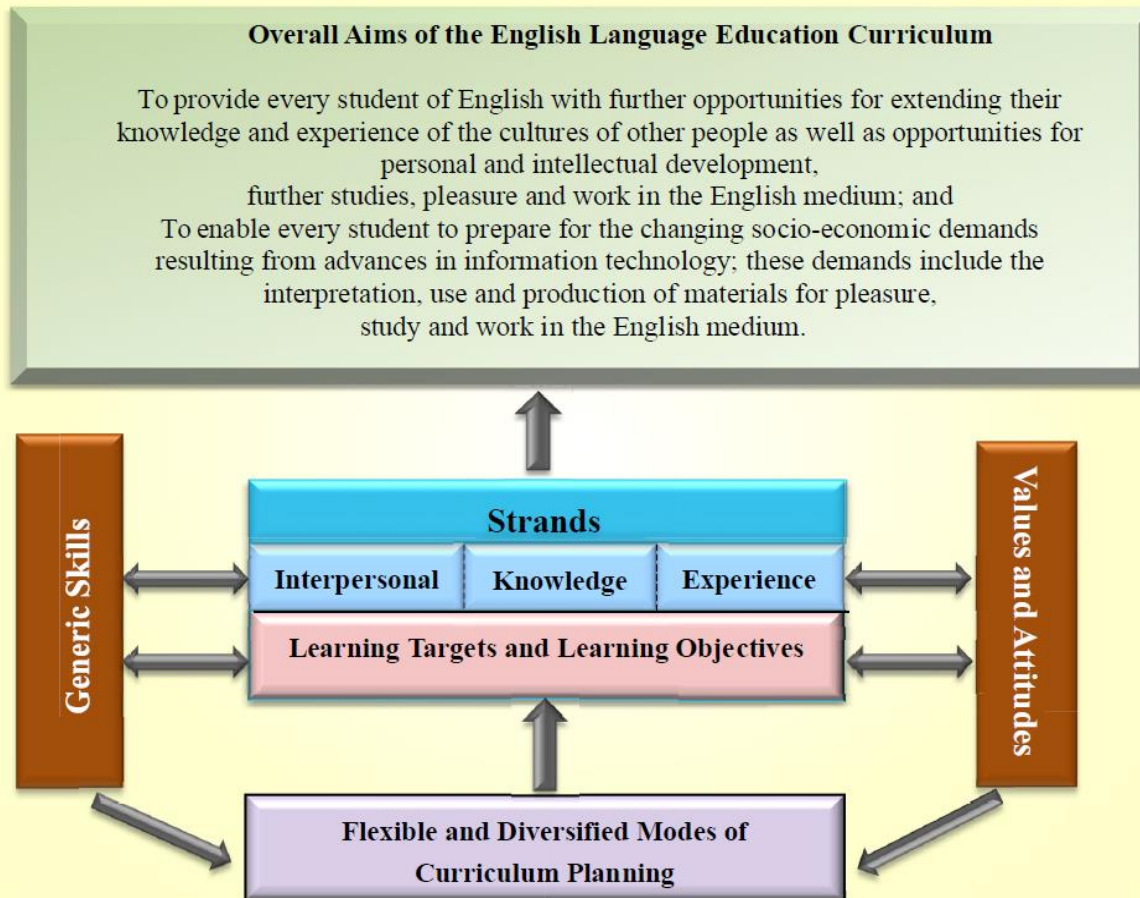 Overall Aims of the English Language Education Curriculum
To provide every student of English with further opportunities for extending their
knowledge and experience of the cultures of other people as well as opportunities for
personal and intellectual development,
further studies, pleasure and work in the English medium; and
To enable every student to prepare for the changing socio-economic demands
resulting from advances in information technology; these demands include the
interpretation, use and production of materials for pleasure,
study and work in the English medium.
Generic Skills
Strands
Interpersonal
Knowledge
Experience
Learning Targets and Learning Objectives
Values and Attitudes
Flexible and Diversified Modes of
Curriculum Planning